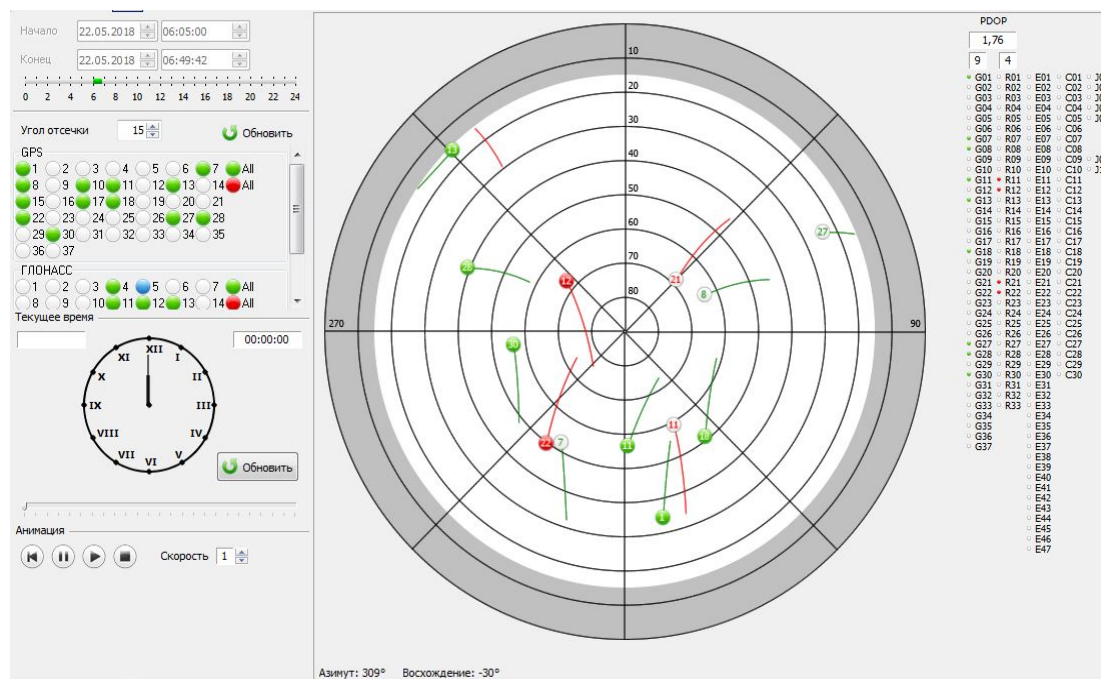 Начало 22.05.2018 06:05:00
Конец 22.05.2018 06:49:42
0 2 4 6 8 10 12 14 16 18 20 22 24
Угол отсечки 15 Обновить
GPS
1 2 3 4 5 6 7 All
8 9 10 11 12 13 14 All
15 16 17 18 19 20 21
22 23 24 25 26 27 28
29 30 31 32 33 34 35
36 37
ГЛОНАСС
1 2 3 4 5 6 7 All
8 9 10 11 12 13 14 All
Текущее время
00:00:00
XII I II III IV V VI VII VIII IX X XI
Обновить
Анимация
Скорость 1
10
20
30
40
50
60
70
80
270
90
13
27
28
12
21
8
30
22
7
11
11
18
1
Азимут: 309° Восхождение: -30°
PDOP
1,76
9 4
G01 R01 E01 C01
G02 R02 E02 C02
G03 R03 E03 C03
G04 R04 E04 C04
G05 R05 E05 C05
G06 R06 E06 C06
G07 R07 E07 C07
G08 R08 E08 C08
G09 R09 E09 C09
G10 R10 E10 C10
G11 R11 E11 C11
G12 R12 E12 C12
G13 R13 E13 C13
G14 R14 E14 C14
G15 R15 E15 C15
G16 R16 E16 C16
G17 R17 E17 C17
G18 R18 E18 C18
G19 R19 E19 C19
G20 R20 E20 C20
G21 R21 E21 C21
G22 R22 E22 C22
G23 R23 E23 C23
G24 R24 E24 C24
G25 R25 E25 C25
G26 R26 E26 C26
G27 R27 E27 C27
G28 R28 E28 C28
G29 R29 E29 C29
G30 R30 E30 C30
G31 R31 E31
G32 R32 E32
G33 R33 E33
G34 E34
G35 E35
G36 E36
G37 E37
E38
E39
E40
E41
E42
E43
E44
E45
E46
E47